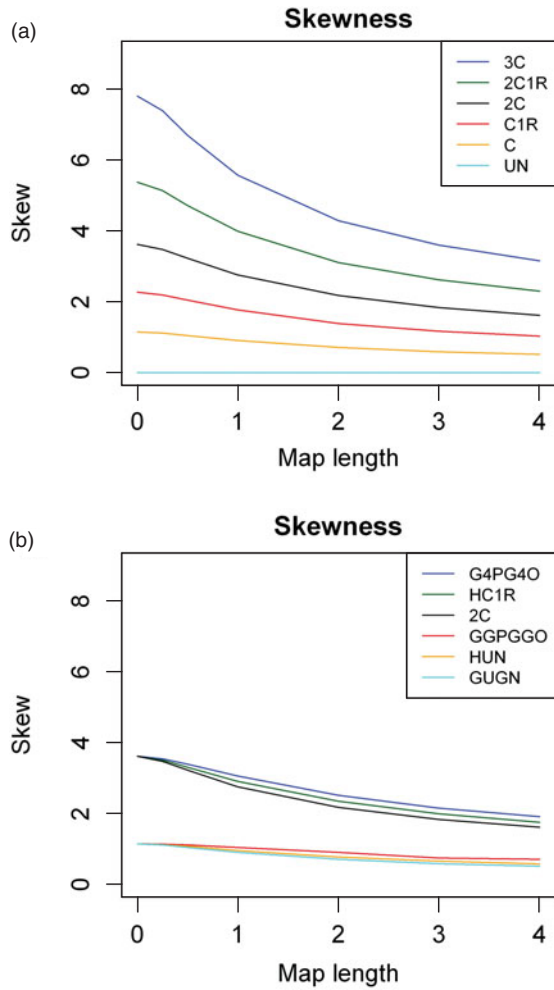 (a)
Skewness
3C
2C1R
2C
C1R
C
UN
Skew
8
6
4
2
0
0 1 2 3 4
Map length
(b)
Skewness
G4PG4O
HC1R
2C
GGPGGO
HUN
GUGN
Skew
8
6
4
2
0
0 1 2 3 4
Map length